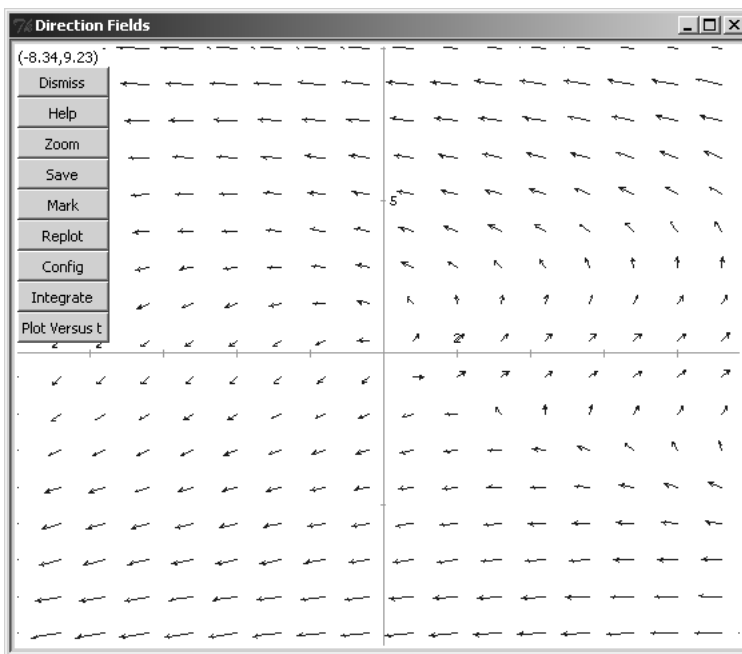 Direction Fields
(-8.34,9.23)
Dismiss
Help
Zoom
Save
Mark
5
Replot
Config
Integrate
Plot Versus t
2